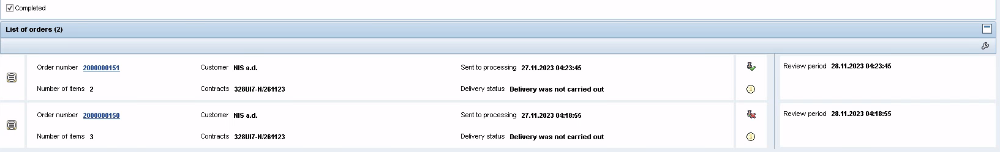 Completed
List of orders (2)
Order number 2000000151 Customer NIS a.d. Sent to processing 27.11.2023 04:23:45 Review period 28.11.2023 04:23:45
Number of items 2 Contracts 328UI7-N/261123 Delivery status Delivery was not carried out
Order number 2000000150 Customer NIS a.d. Sent to processing 27.11.2023 04:18:55 Review period 28.11.2023 04:18:55
Number of items 3 Contracts 328UI7-N/261123 Delivery status Delivery was not carried out